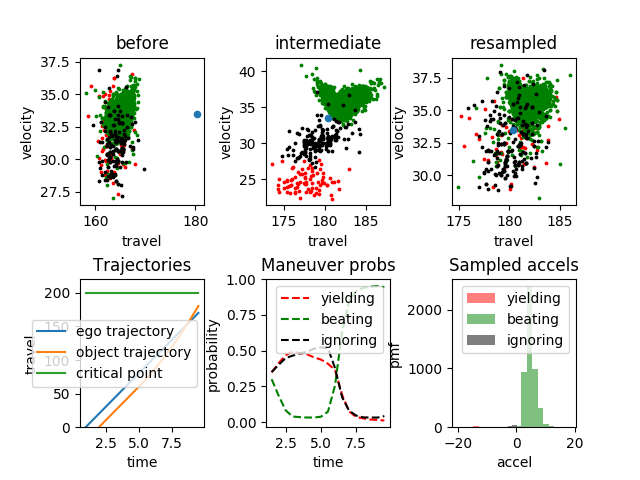 before
intermediate
resampled
velocity
37.5
35.0
32.5
30.0
27.5
160
180
travel
velocity
40
35
30
25
175
180
185
travel
velocity
37.5
35.0
32.5
30.0
175
180
185
travel
Trajectories
Maneuver probs
Sampled accels
travel
200
150
100
50
0
ego trajectory
object trajectory
critical point
2.5
5.0
7.5
time
probability
1.00
0.75
0.50
0.25
0.00
yielding
beating
ignoring
2.5
5.0
7.5
time
pmf
2000
1000
0
yielding
beating
ignoring
-20
0
20
accel